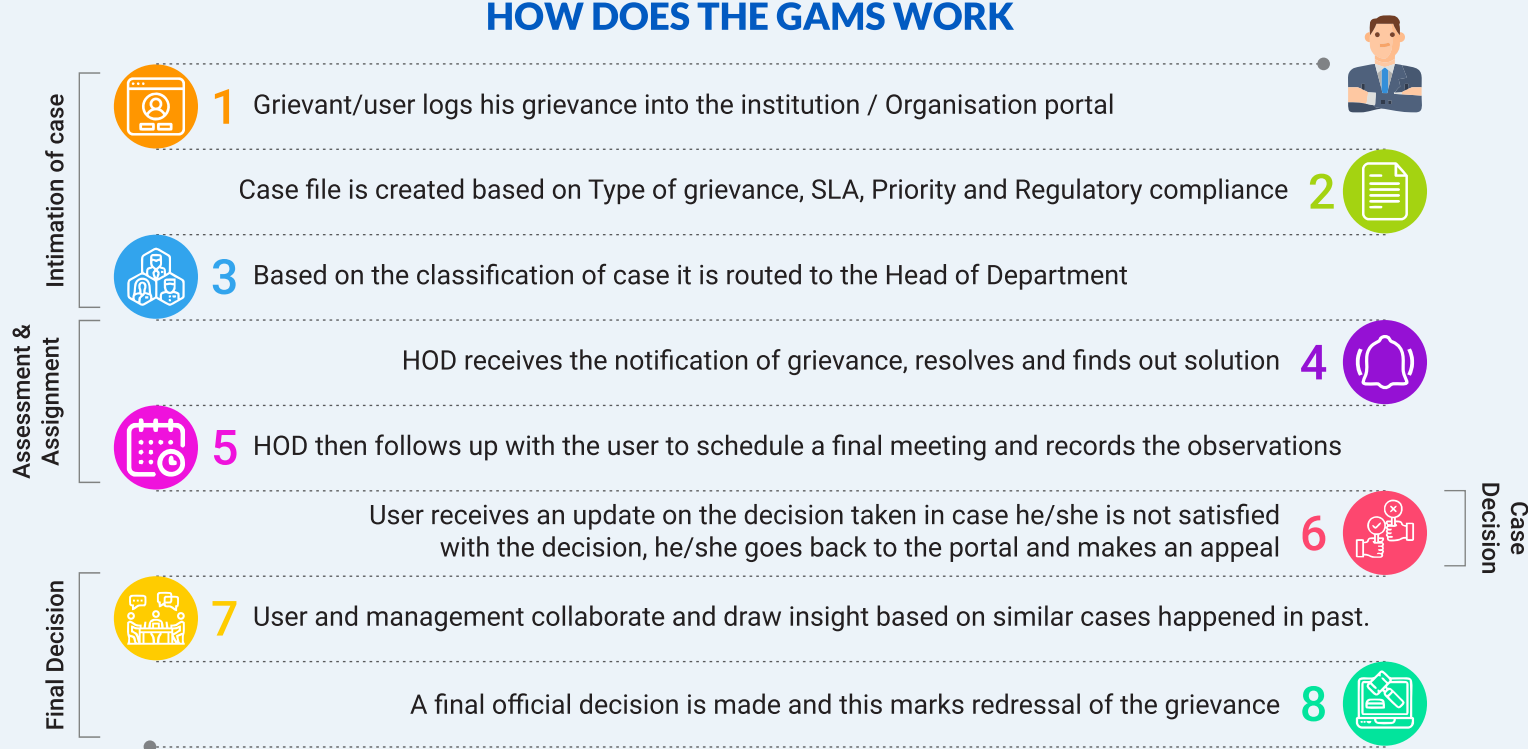 HOW DOES THE GAMS WORK
Intimation of case
1 Grievant/user logs his grievance into the institution / Organisation portal
Case file is created based on Type of grievance, SLA, Priority and Regulatory compliance 2
3 Based on the classification of case it is routed to the Head of Department
Assessment &
Assignment
HOD receives the notification of grievance, resolves and finds out solution 4
5 HOD then follows up with the user to schedule a final meeting and records the observations
User receives an update on the decision taken in case he/she is not satisfied
with the decision, he/she goes back to the portal and makes an appeal 6
Case
Decision
Final Decision
7 User and management collaborate and draw insight based on similar cases happened in past.
A final official decision is made and this marks redressal of the grievance 8